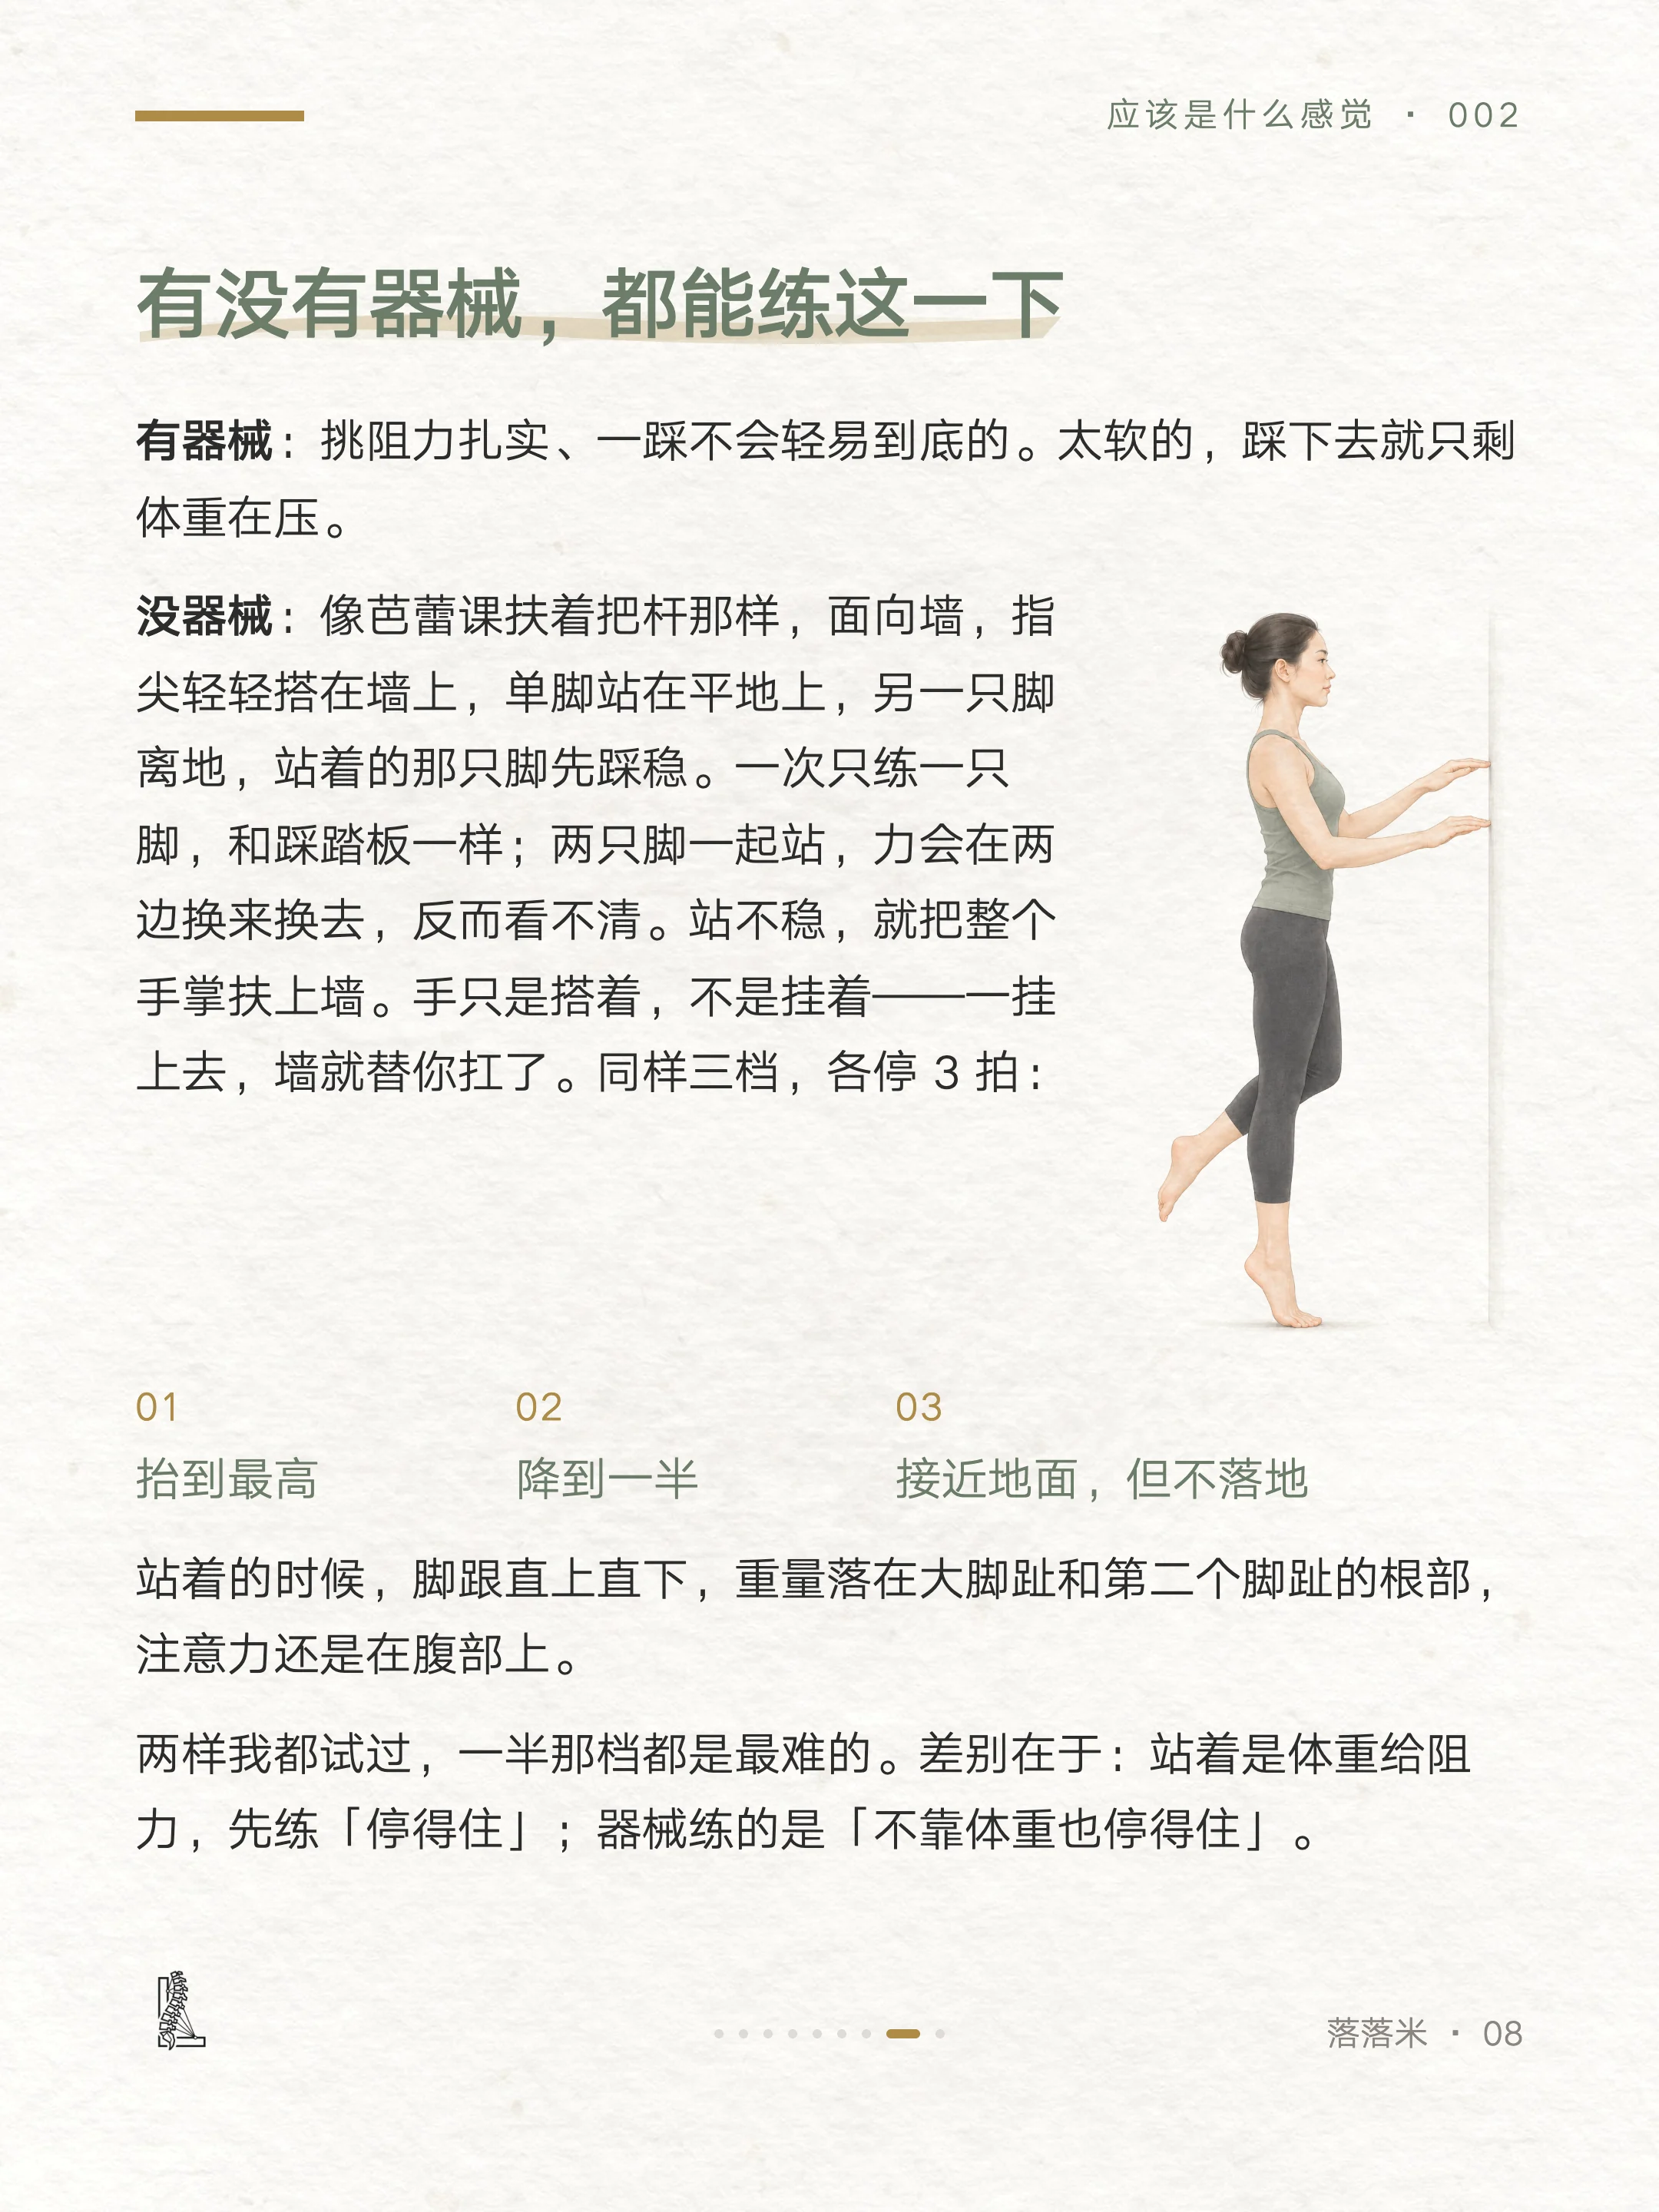 应该是什么感觉 · 002
有没有器械，都能练这一下
有器械：挑阻力扎实、一踩不会轻易到底的。太软的，踩下去就只剩
体重在压。
没器械：像芭蕾课扶着把杆那样，面向墙，指
尖轻轻搭在墙上，单脚站在平地上，另一只脚
离地，站着的那只脚先踩稳。一次只练一只
脚，和踩踏板一样；两只脚一起站，力会在两
边换来换去，反而看不清。站不稳，就把整个
手掌扶上墙。手只是搭着，不是挂着——一挂
上去，墙就替你扛了。同样三档，各停 3 拍：
01
抬到最高
02
降到一半
03
接近地面，但不落地
站着的时候，脚跟直上直下，重量落在大脚趾和第二个脚趾的根部，
注意力还是在腹部上。
两样我都试过，一半那档都是最难的。差别在于：站着是体重给阻
力，先练「停得住」；器械练的是「不靠体重也停得住」。
落落米 · 08